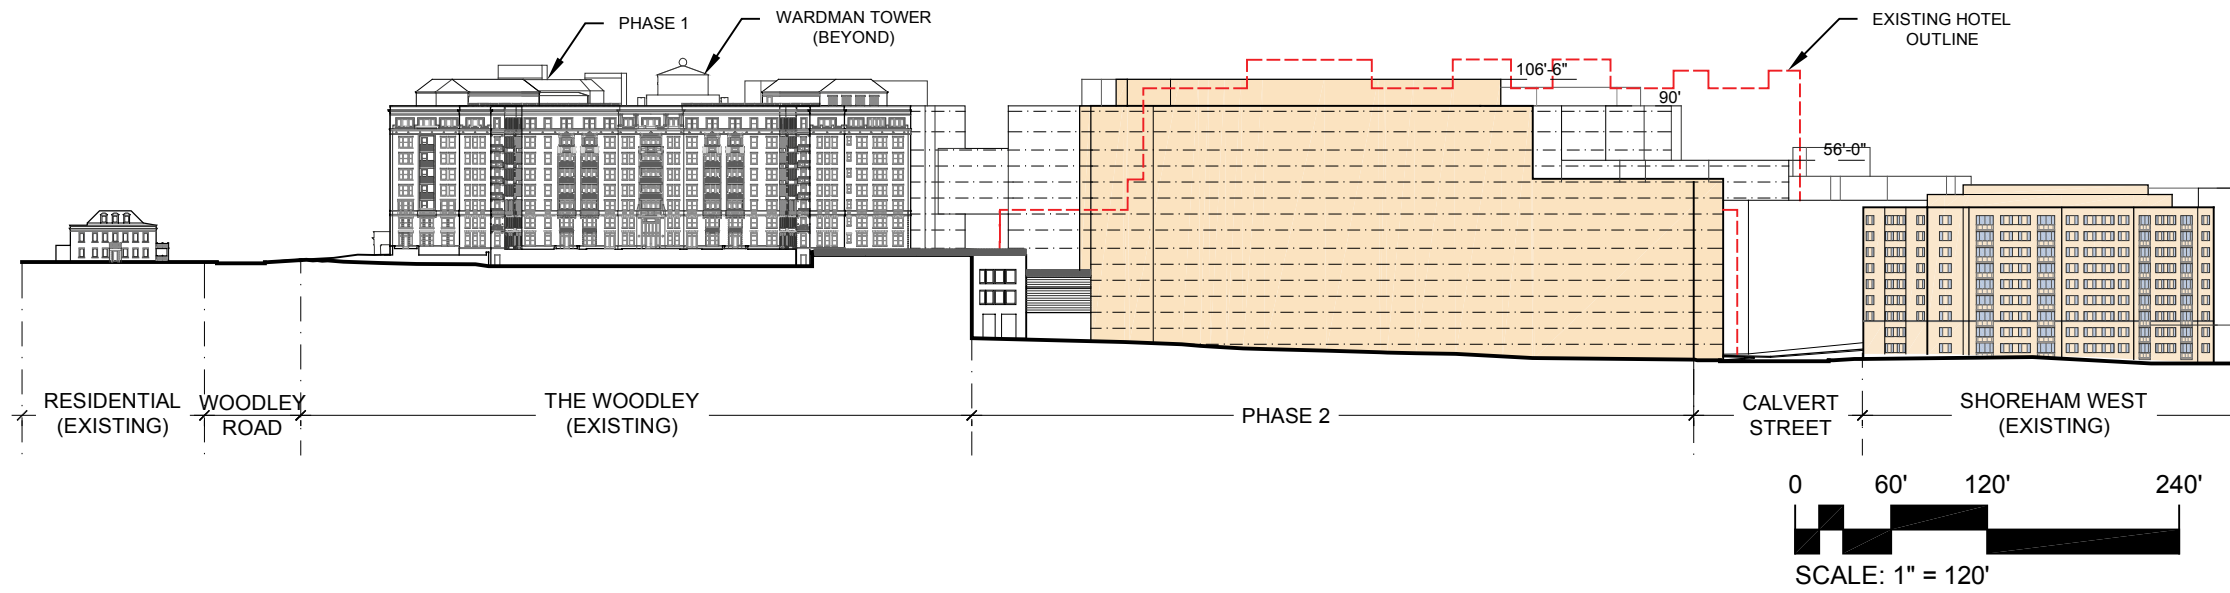 PHASE 1
WARDMAN TOWER
(BEYOND)
EXISTING HOTEL
OUTLINE
106'-6"
90'
56'-0"
RESIDENTIAL
(EXISTING)
WOODLEY
ROAD
THE WOODLEY
(EXISTING)
PHASE 2
CALVERT
STREET
SHOREHAM WEST
(EXISTING)
0 60' 120' 240'
SCALE: 1" = 120'